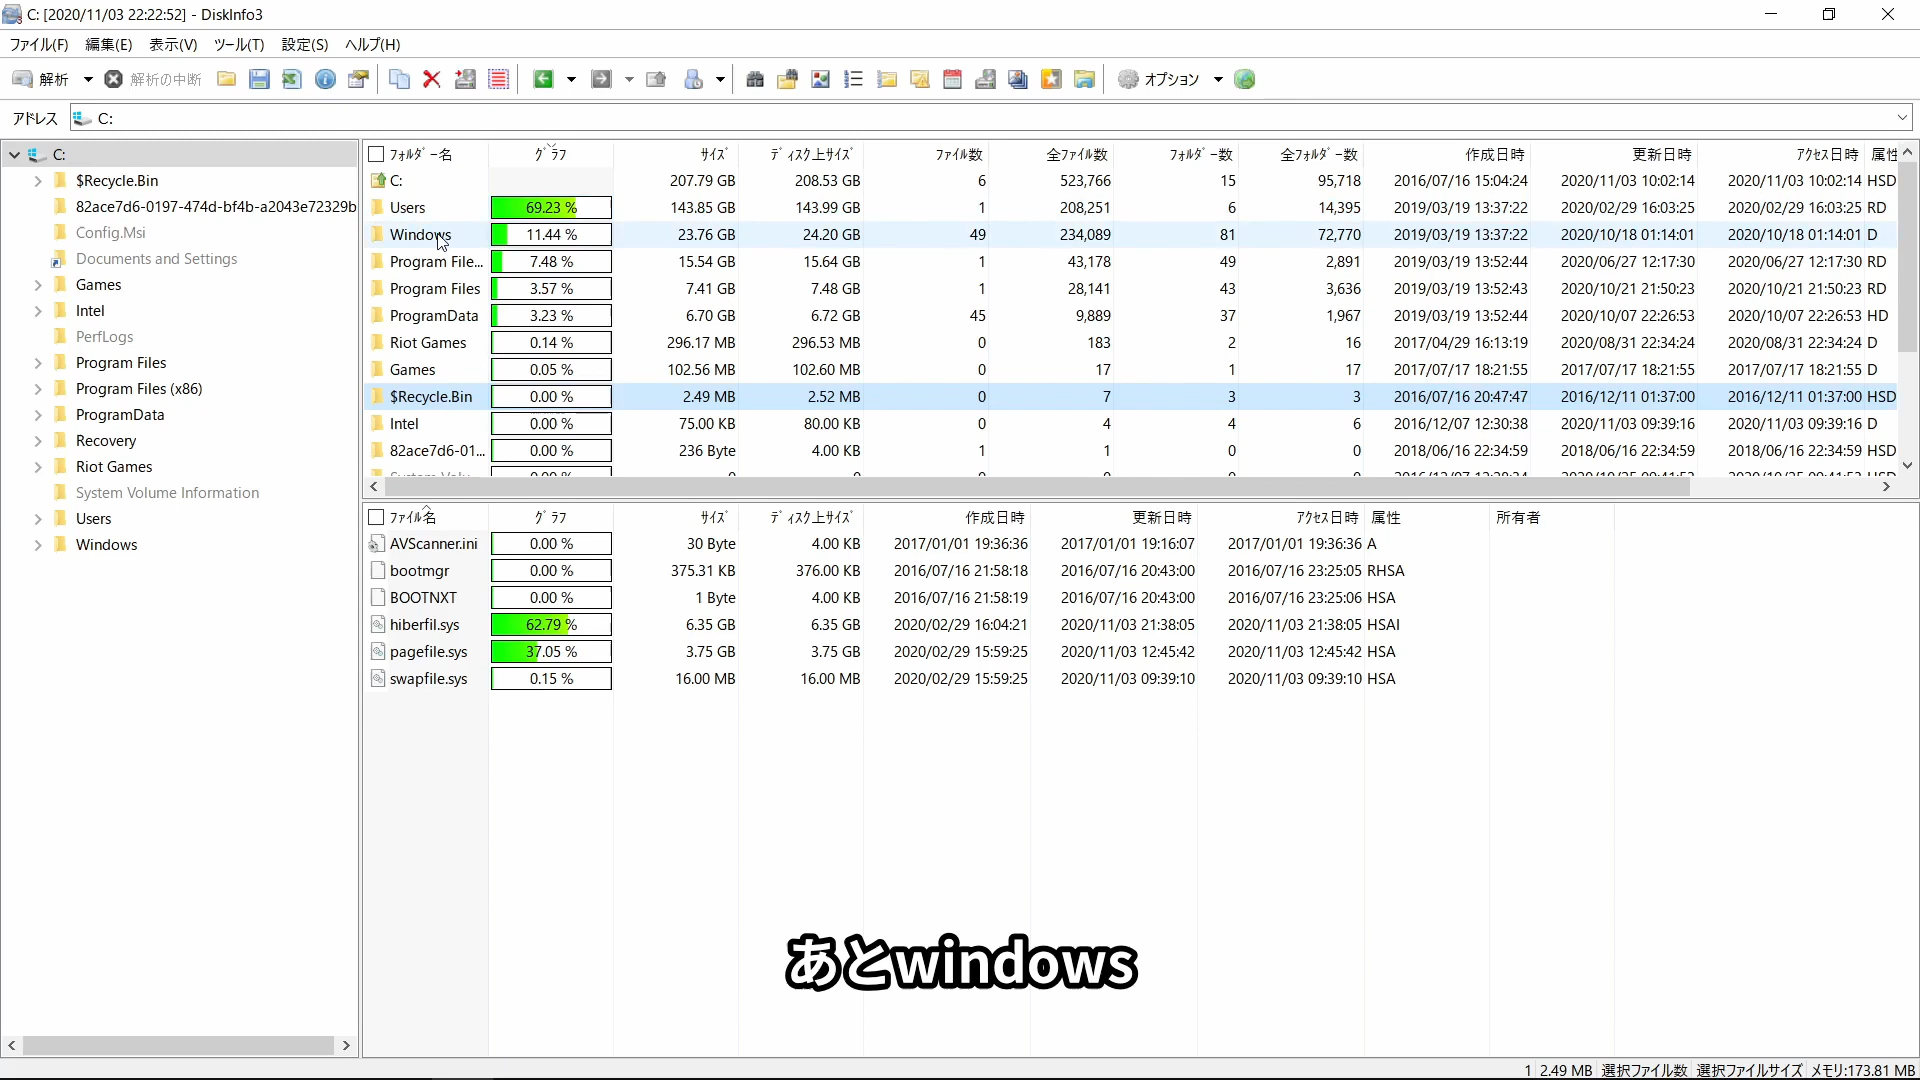 C: [2020/11/03 22:22:52] - DiskInfo3
ファイル(F) 編集(E) 表示(V) ツール(T) 設定(S) ヘルプ(H)
解析 解析の中断 オプション
アドレス C:
C:
$Recycle.Bin
82ace7d6-0197-474d-bf4b-a2043e72329b
Config.Msi
Documents and Settings
Games
Intel
PerfLogs
Program Files
Program Files (x86)
ProgramData
Recovery
Riot Games
System Volume Information
Users
Windows
フォルダー名 グラフ サイズ ディスク上サイズ ファイル数 全ファイル数 フォルダー数 全フォルダー数 作成日時 更新日時 アクセス日時 属性
C: 207.79 GB 208.53 GB 6 523,766 15 95,718 2016/07/16 15:04:24 2020/11/03 10:02:14 2020/11/03 10:02:14 HSD
Users 69.23 % 143.85 GB 143.99 GB 1 208,251 6 14,395 2019/03/19 13:37:22 2020/02/29 16:03:25 2020/02/29 16:03:25 RD
Windows 11.44 % 23.76 GB 24.20 GB 49 234,089 81 72,770 2019/03/19 13:37:22 2020/10/18 01:14:01 2020/10/18 01:14:01 D
Program File... 7.48 % 15.54 GB 15.64 GB 1 43,178 49 2,891 2019/03/19 13:52:44 2020/06/27 12:17:30 2020/06/27 12:17:30 RD
Program Files 3.57 % 7.41 GB 7.48 GB 1 28,141 43 3,636 2019/03/19 13:52:43 2020/10/21 21:50:23 2020/10/21 21:50:23 RD
ProgramData 3.23 % 6.70 GB 6.72 GB 45 9,889 37 1,967 2019/03/19 13:52:44 2020/10/07 22:26:53 2020/10/07 22:26:53 HD
Riot Games 0.14 % 296.17 MB 296.53 MB 0 183 2 16 2017/04/29 16:13:19 2020/08/31 22:34:24 2020/08/31 22:34:24 D
Games 0.05 % 102.56 MB 102.60 MB 0 17 1 17 2017/07/17 18:21:55 2017/07/17 18:21:55 2017/07/17 18:21:55 D
$Recycle.Bin 0.00 % 2.49 MB 2.52 MB 0 7 3 3 2016/07/16 20:47:47 2016/12/11 01:37:00 2016/12/11 01:37:00 HSD
Intel 0.00 % 75.00 KB 80.00 KB 0 4 4 6 2016/12/07 12:30:38 2020/11/03 09:39:16 2020/11/03 09:39:16 D
82ace7d6-01... 0.00 % 236 Byte 4.00 KB 1 1 0 0 2018/06/16 22:34:59 2018/06/16 22:34:59 2018/06/16 22:34:59 HSD
ファイル名 グラフ サイズ ディスク上サイズ 作成日時 更新日時 アクセス日時 属性 所有者
AVScanner.ini 0.00 % 30 Byte 4.00 KB 2017/01/01 19:36:36 2017/01/01 19:16:07 2017/01/01 19:36:36 A
bootmgr 0.00 % 375.31 KB 376.00 KB 2016/07/16 21:58:18 2016/07/16 20:43:00 2016/07/16 23:25:05 RHSA
BOOTNXT 0.00 % 1 Byte 4.00 KB 2016/07/16 21:58:19 2016/07/16 20:43:00 2016/07/16 23:25:06 HSA
hiberfil.sys 62.79 % 6.35 GB 6.35 GB 2020/02/29 16:04:21 2020/11/03 21:38:05 2020/11/03 21:38:05 HSAI
pagefile.sys 37.05 % 3.75 GB 3.75 GB 2020/02/29 15:59:25 2020/11/03 12:45:42 2020/11/03 12:45:42 HSA
swapfile.sys 0.15 % 16.00 MB 16.00 MB 2020/02/29 15:59:25 2020/11/03 09:39:10 2020/11/03 09:39:10 HSA
あとwindows
1 2.49 MB 選択ファイル数 選択ファイルサイズ メモリ:173.81 MB